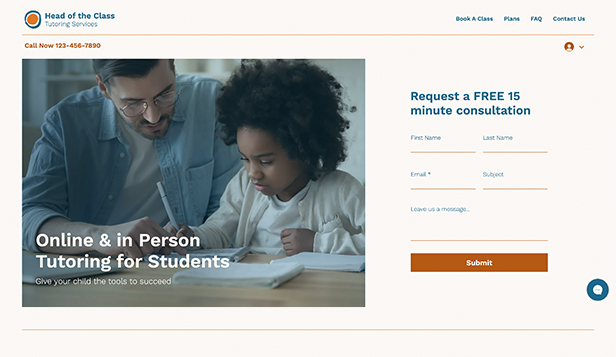 Head of the Class
Tutoring Services
Book A Class Plans FAQ Contact Us
Call Now 123-456-7890
Request a FREE 15
minute consultation
First Name Last Name
Email * Subject
Leave us a message...
Submit
Online & in Person
Tutoring for Students
Give your child the tools to succeed